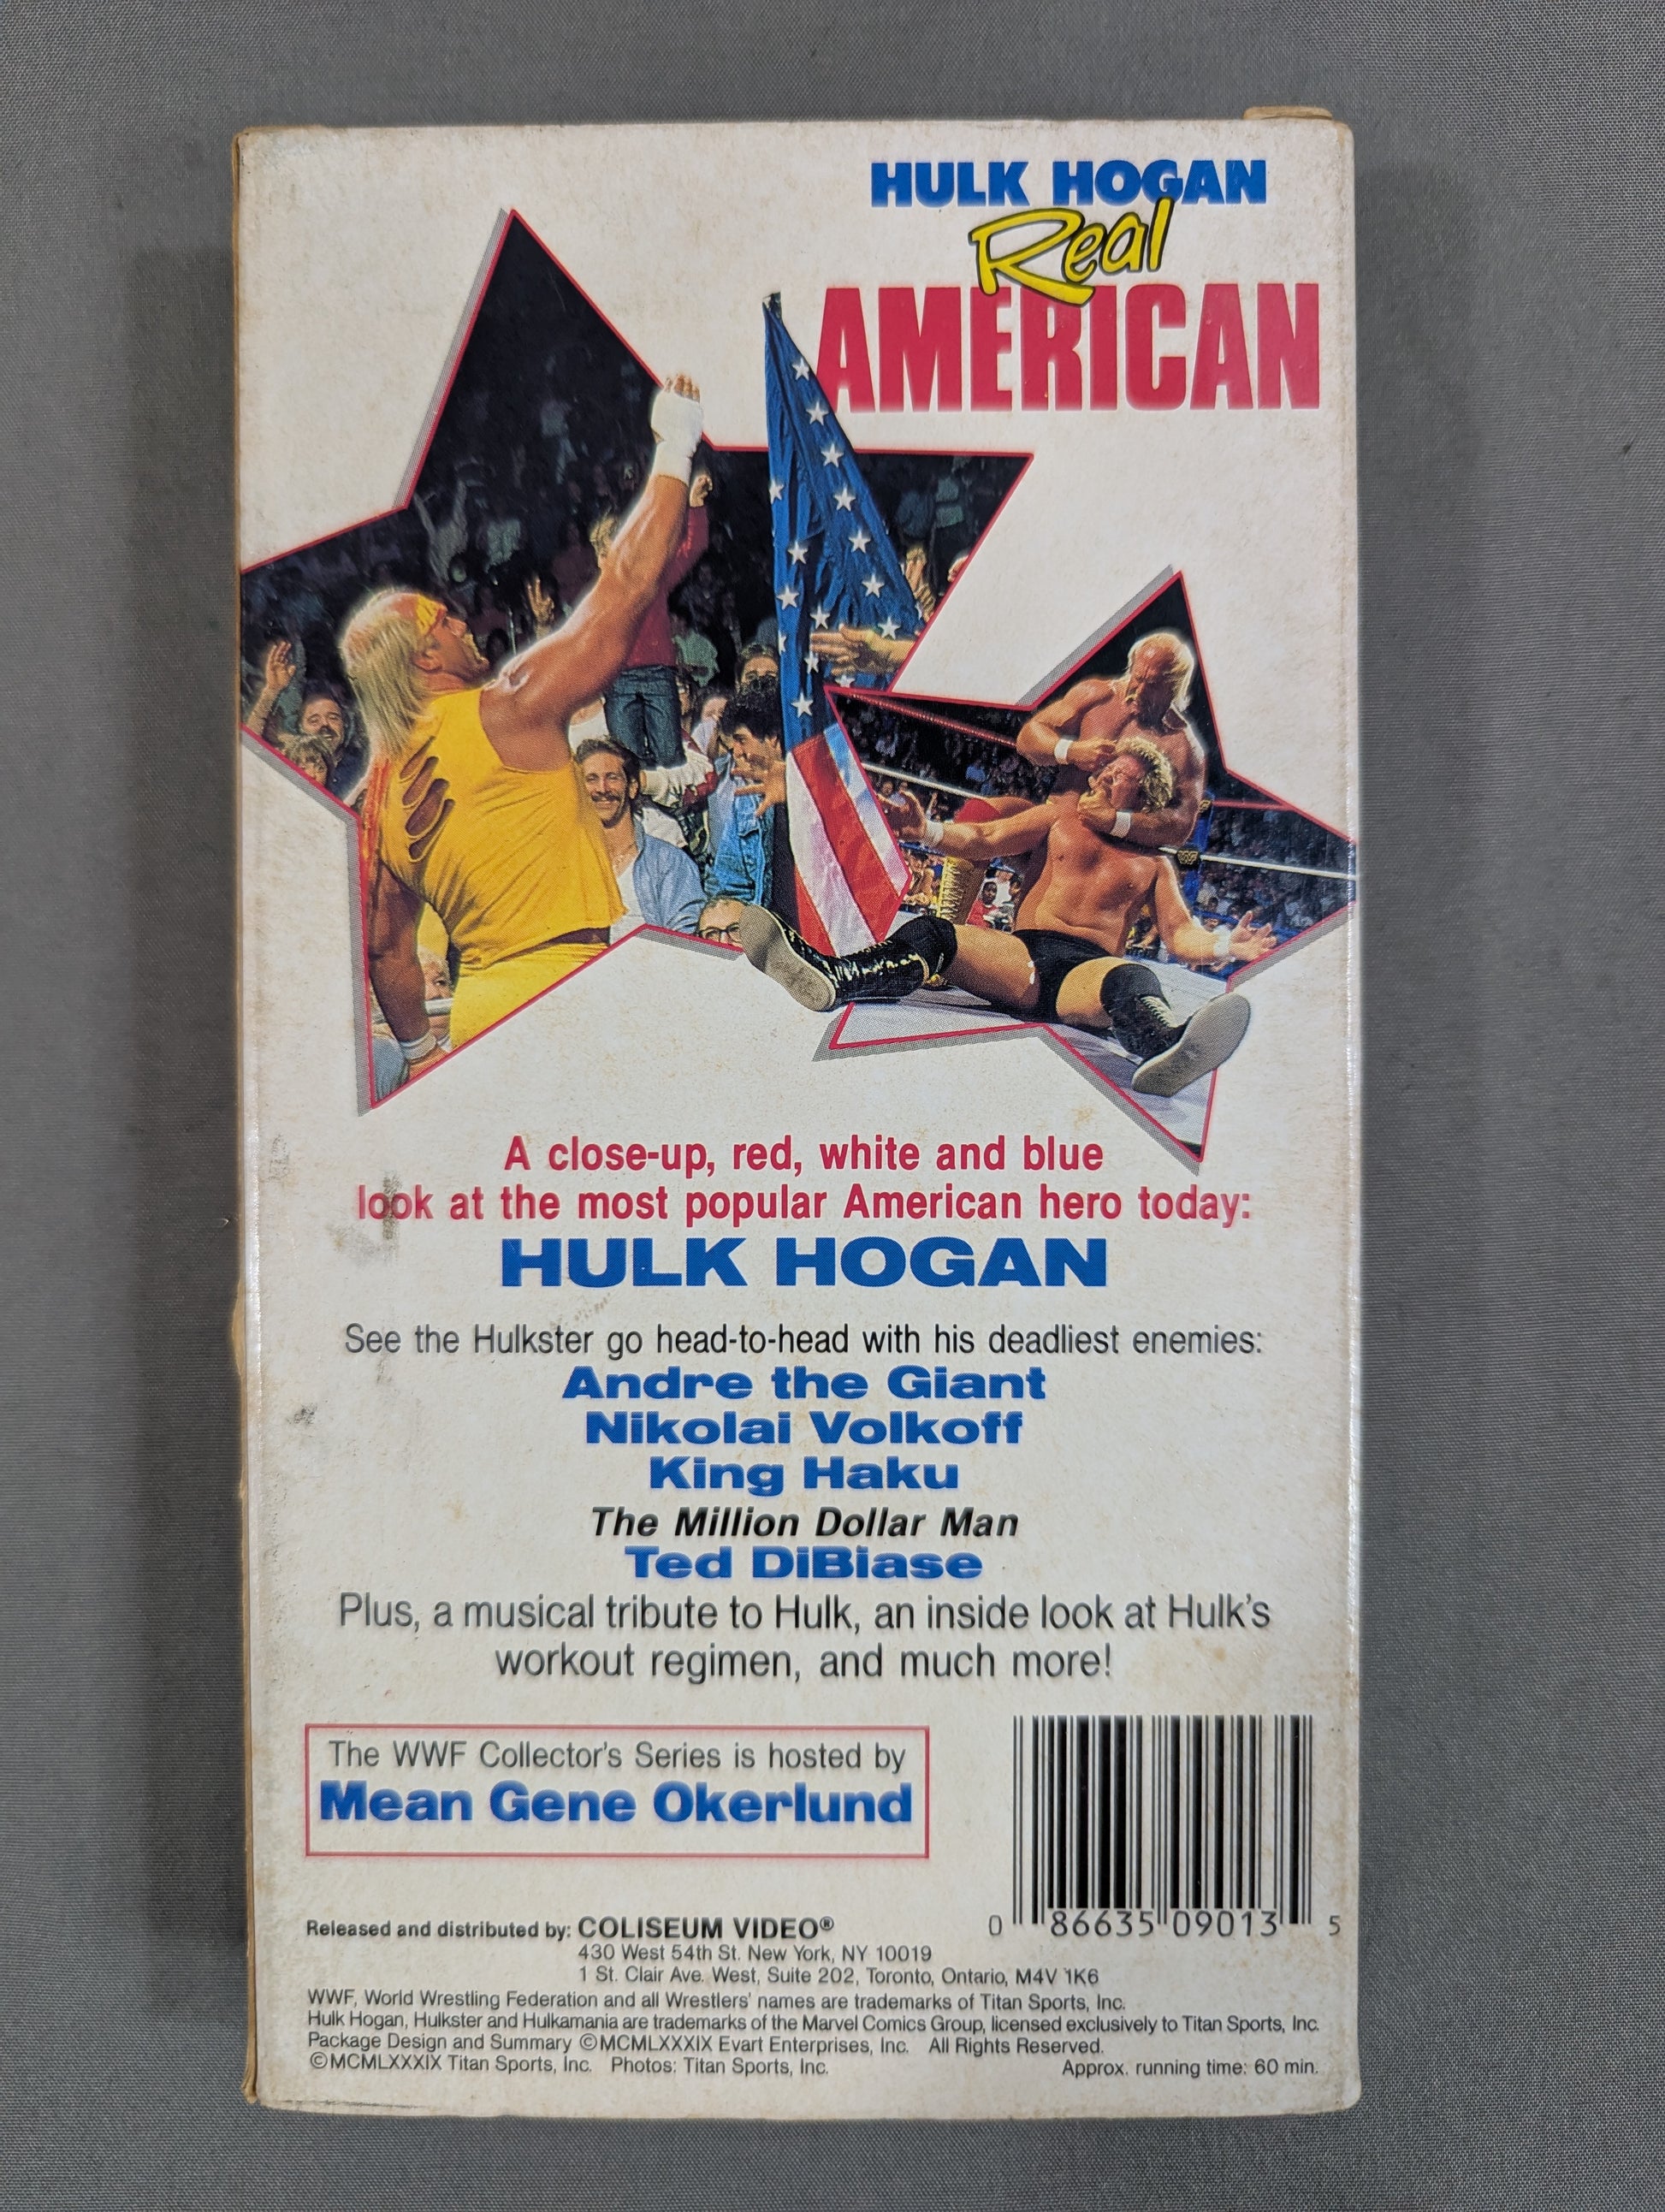 HULK HOGAN
Real
AMERICAN
A close-up, red, white and blue
look at the most popular American hero today:
HULK HOGAN
See the Hulkster go head-to-head with his deadliest enemies:
Andre the Giant
Nikolai Volkoff
King Haku
The Million Dollar Man
Ted DiBiase
Plus, a musical tribute to Hulk, an inside look at Hulk's
workout regimen, and much more!
The WWF Collector's Series is hosted by
Mean Gene Okerlund
0 86635 09013 5
Released and distributed by: COLISEUM VIDEO®
430 West 54th St. New York, NY 10019
1 St. Clair Ave. West, Suite 202, Toronto, Ontario, M4V 1K6
WWF, World Wrestling Federation and all Wrestlers' names are trademarks of Titan Sports, Inc.
Hulk Hogan, Hulkster and Hulkamania are trademarks of the Marvel Comics Group, licensed exclusively to Titan Sports, Inc.
Package Design and Summary ©MCMLXXXIX Evart Enterprises, Inc. All Rights Reserved.
©MCMLXXXIX Titan Sports, Inc. Photos: Titan Sports, Inc. Approx. running time: 60 min.